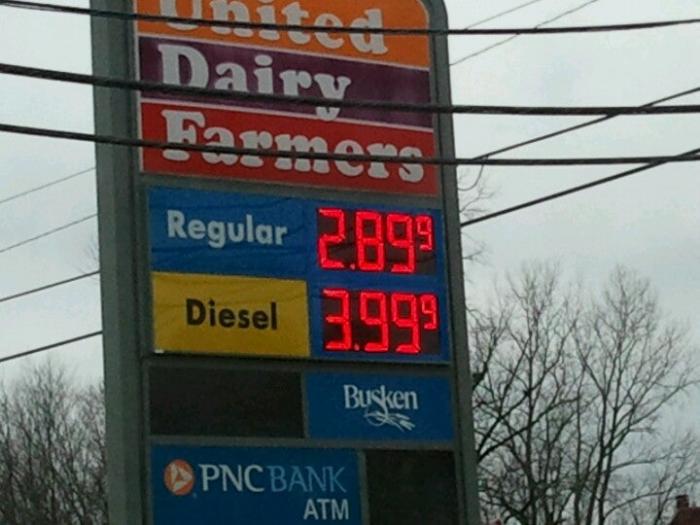 United
Dairy
Farmers
Regular 2.89 9
Diesel 3.99 9
Busken
PNC BANK
ATM